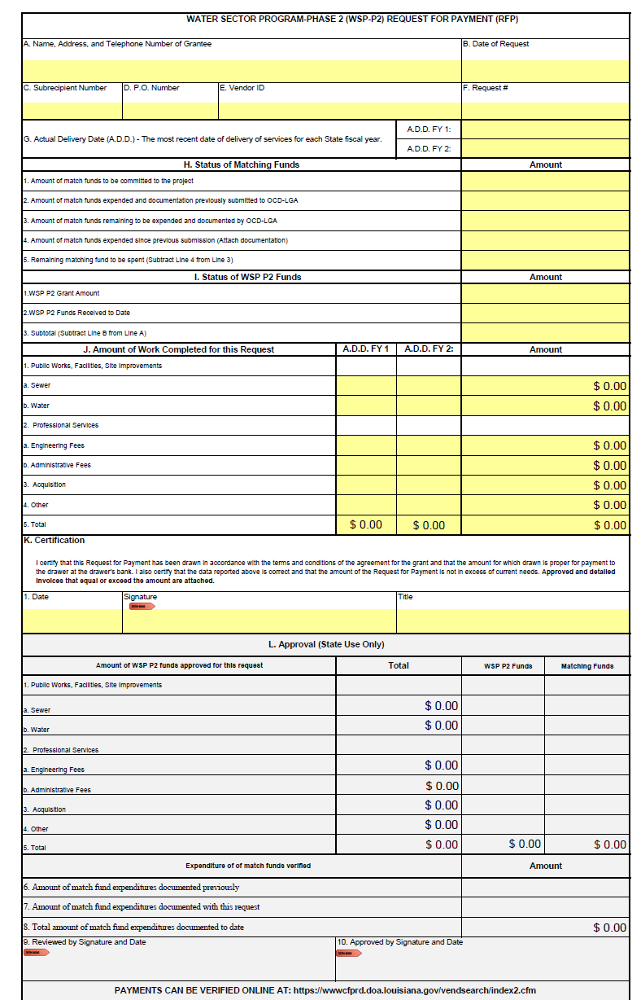 WATER SECTOR PROGRAM-PHASE 2 (WSP-P2) REQUEST FOR PAYMENT (RFP)
A. Name, Address, and Telephone Number of Grantee
B. Date of Request
C. Subrecipient Number
D. P.O. Number
E. Vendor ID
F. Request #
G. Actual Delivery Date (A.D.D.) - The most recent date of delivery of services for each State fiscal year.
A.D.D. FY 1:
A.D.D. FY 2:
H. Status of Matching Funds Amount
1. Amount of match funds to be committed to the project
2. Amount of match funds expended and documentation previously submitted to OCD-LGA
3. Amount of match funds remaining to be expended and documented by OCD-LGA
4. Amount of match funds expended since previous submission (Attach documentation)
5. Remaining matching fund to be spent (Subtract Line 4 from Line 3)
I. Status of WSP P2 Funds Amount
1.WSP P2 Grant Amount
2.WSP P2 Funds Received to Date
3. Subtotal (Subtract Line B from Line A)
J. Amount of Work Completed for this Request A.D.D. FY 1 A.D.D. FY 2: Amount
1. Public Works, Facilities, Site Improvements
a. Sewer $ 0.00
b. Water $ 0.00
2. Professional Services
a. Engineering Fees $ 0.00
b. Administrative Fees $ 0.00
3. Acquisition $ 0.00
4. Other $ 0.00
5. Total $ 0.00 $ 0.00 $ 0.00
K. Certification
I certify that this Request for Payment has been drawn in accordance with the terms and conditions of the agreement for the grant and that the amount for which drawn is proper for payment to
the drawer at the drawer's bank. I also certify that the data reported above is correct and that the amount of the Request for Payment is not in excess of current needs. Approved and detailed
invoices that equal or exceed the amount are attached.
1. Date
Signature
Title
L. Approval (State Use Only)
Amount of WSP P2 funds approved for this request Total WSP P2 Funds Matching Funds
1. Public Works, Facilities, Site Improvements
a. Sewer $ 0.00
b. Water $ 0.00
2. Professional Services
a. Engineering Fees $ 0.00
b. Administrative Fees $ 0.00
3. Acquisition $ 0.00
4. Other $ 0.00
5. Total $ 0.00 $ 0.00 $ 0.00
Expenditure of of match funds verified Amount
6. Amount of match fund expenditures documented previously
7. Amount of match fund expenditures documented with this request
8. Total amount of match fund expenditures documented to date $ 0.00
9. Reviewed by Signature and Date
10. Approved by Signature and Date
PAYMENTS CAN BE VERIFIED ONLINE AT: https://wwwcfprd.doa.louisiana.gov/vendsearch/index2.cfm